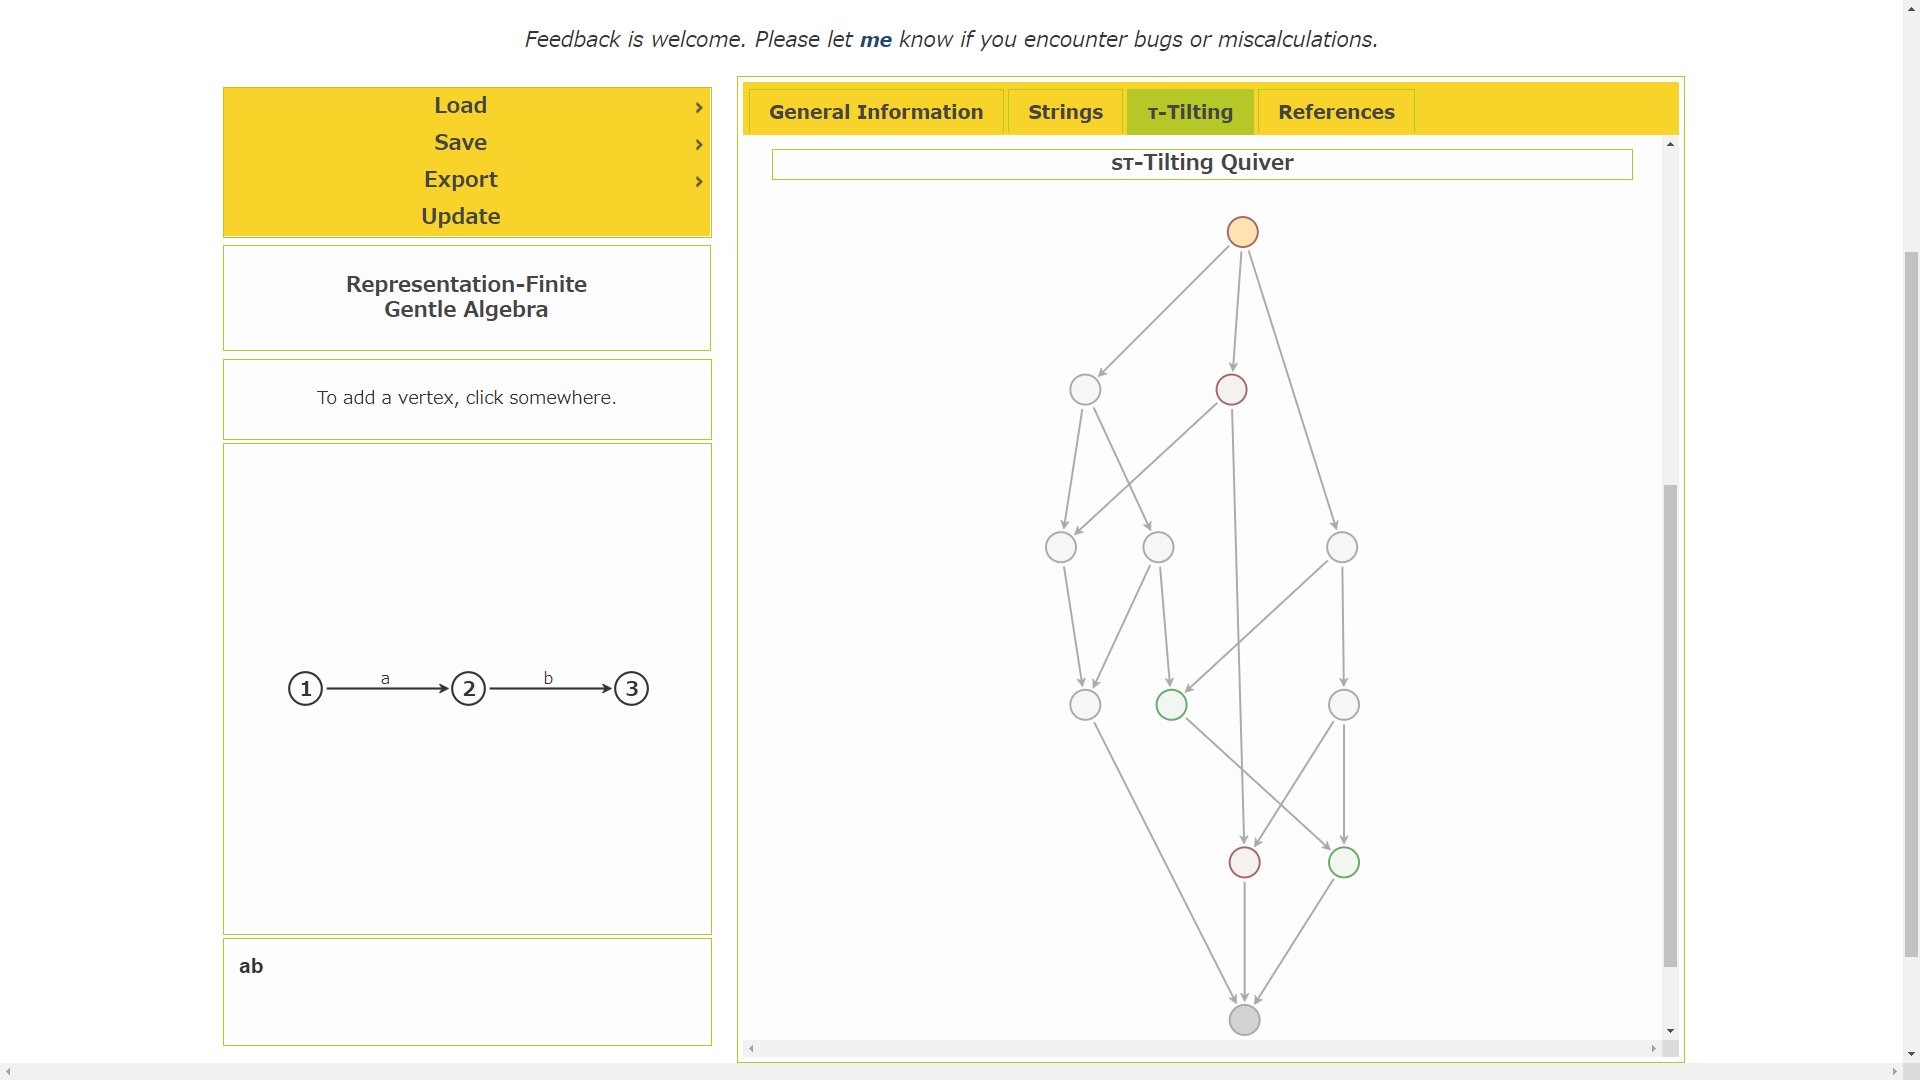 Feedback is welcome. Please let me know if you encounter bugs or miscalculations.
Load
Save
Export
Update
Representation-Finite
Gentle Algebra
To add a vertex, click somewhere.
1 a 2 b 3
ab
General Information Strings τ-Tilting References
sτ-Tilting Quiver